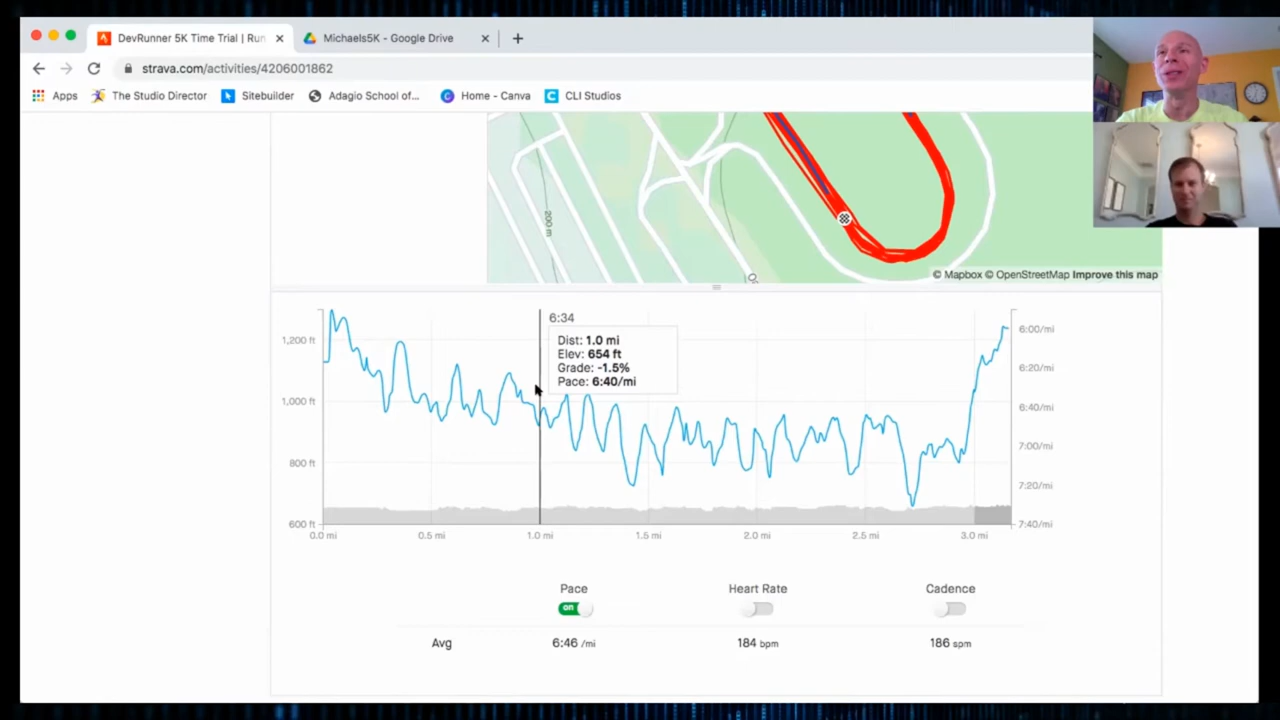 DevRunner 5K Time Trial | Run
Michaels5K - Google Drive
strava.com/activities/4206001862
Apps
The Studio Director
Sitebuilder
Adagio School of...
Home - Canva
CLI Studios
200 m
© Mapbox © OpenStreetMap Improve this map
6:34
Dist: 1.0 mi
Elev: 654 ft
Grade: -1.5%
Pace: 6:40/mi
1,200 ft
1,000 ft
800 ft
600 ft
6:00/mi
6:20/mi
6:40/mi
7:00/mi
7:20/mi
7:40/mi
0.0 mi 0.5 mi 1.0 mi 1.5 mi 2.0 mi 2.5 mi 3.0 mi
Pace Heart Rate Cadence
on
Avg 6:46 /mi 184 bpm 186 spm